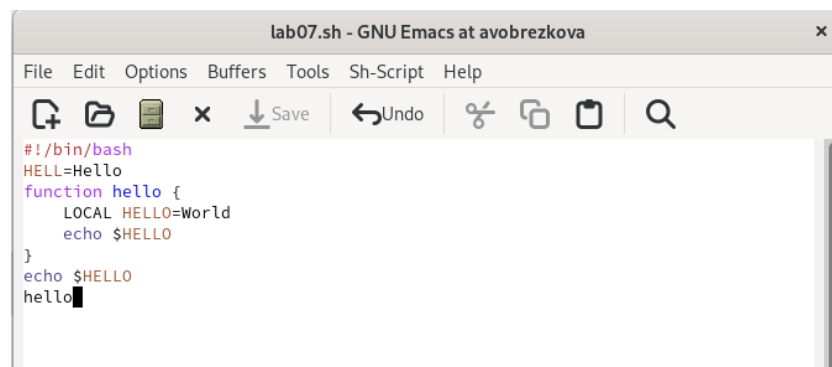 lab07.sh - GNU Emacs at avobrezkova ×
File Edit Options Buffers Tools Sh-Script Help
Save Undo
#!/bin/bash
HELL=Hello
function hello {
    LOCAL HELLO=World
    echo $HELLO
}
echo $HELLO
hello